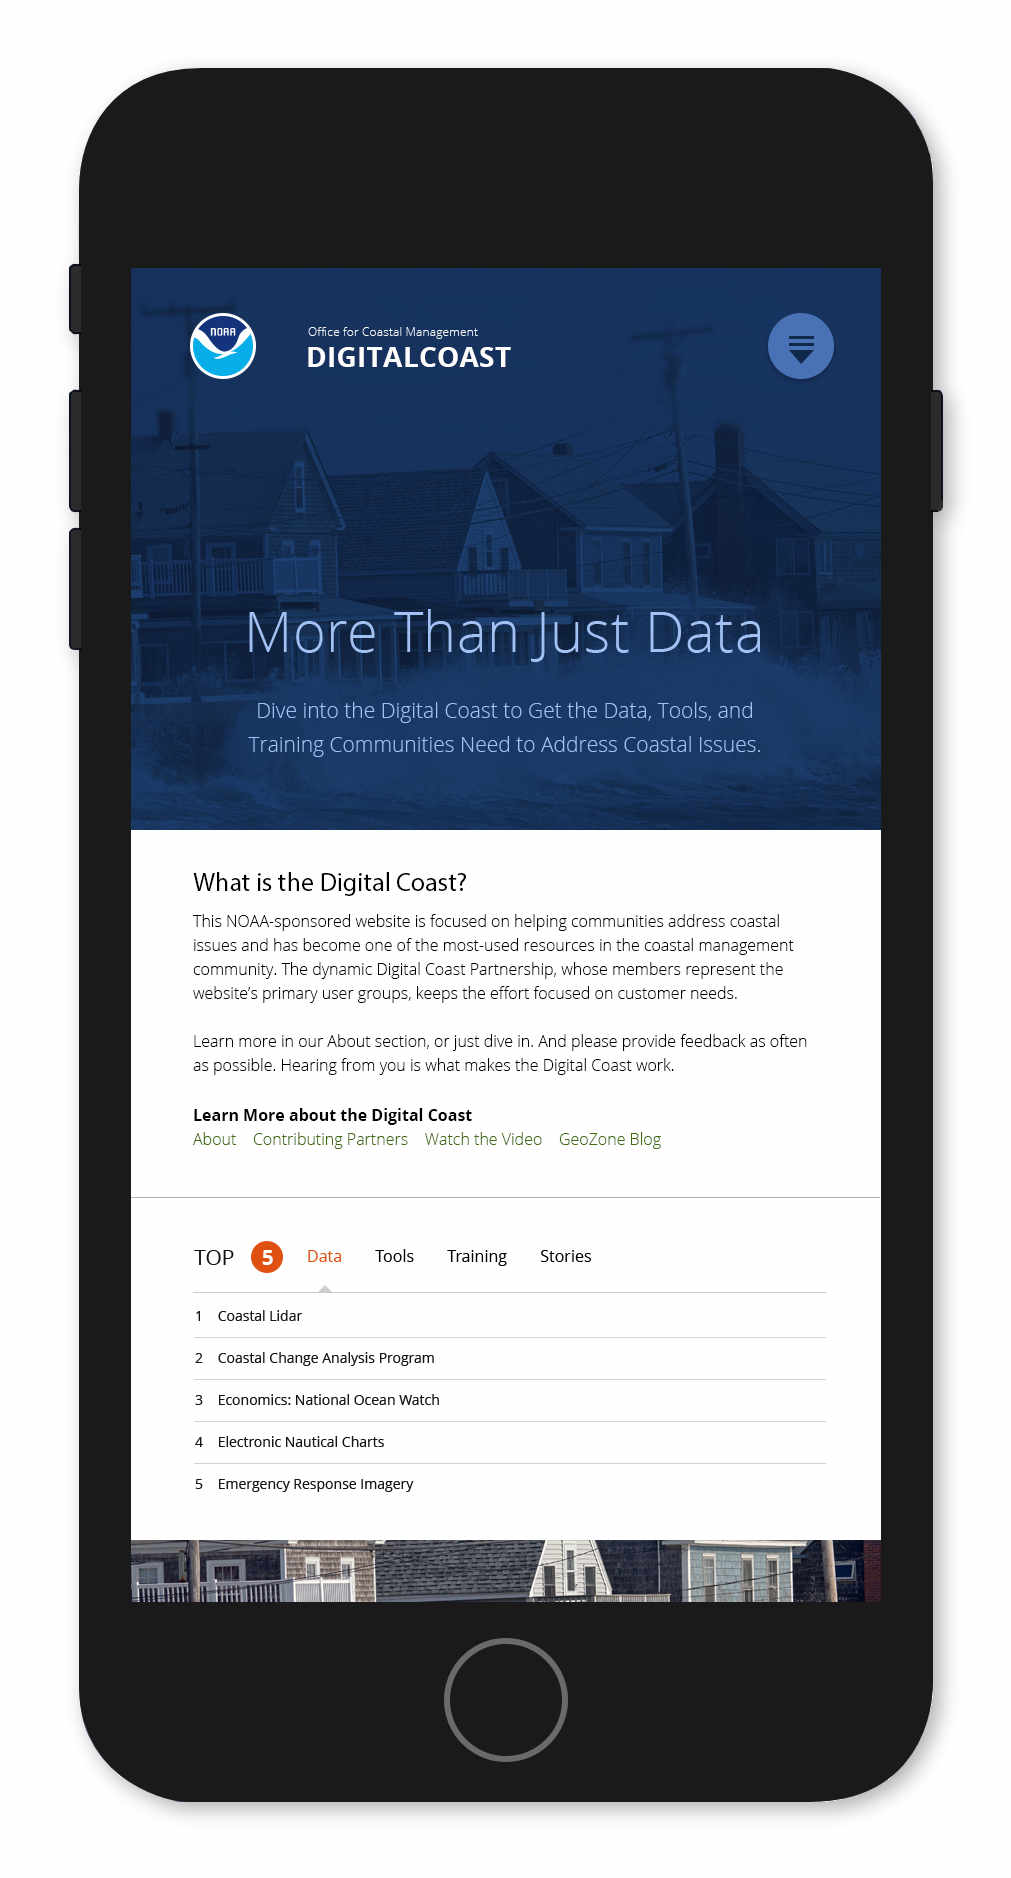 NOAA
Office for Coastal Management
DIGITALCOAST
More Than Just Data
Dive into the Digital Coast to Get the Data, Tools, and
Training Communities Need to Address Coastal Issues.
What is the Digital Coast?
This NOAA-sponsored website is focused on helping communities address coastal
issues and has become one of the most-used resources in the coastal management
community. The dynamic Digital Coast Partnership, whose members represent the
website’s primary user groups, keeps the effort focused on customer needs.
Learn more in our About section, or just dive in. And please provide feedback as often
as possible. Hearing from you is what makes the Digital Coast work.
Learn More about the Digital Coast
About Contributing Partners Watch the Video GeoZone Blog
TOP 5 Data Tools Training Stories
1 Coastal Lidar
2 Coastal Change Analysis Program
3 Economics: National Ocean Watch
4 Electronic Nautical Charts
5 Emergency Response Imagery